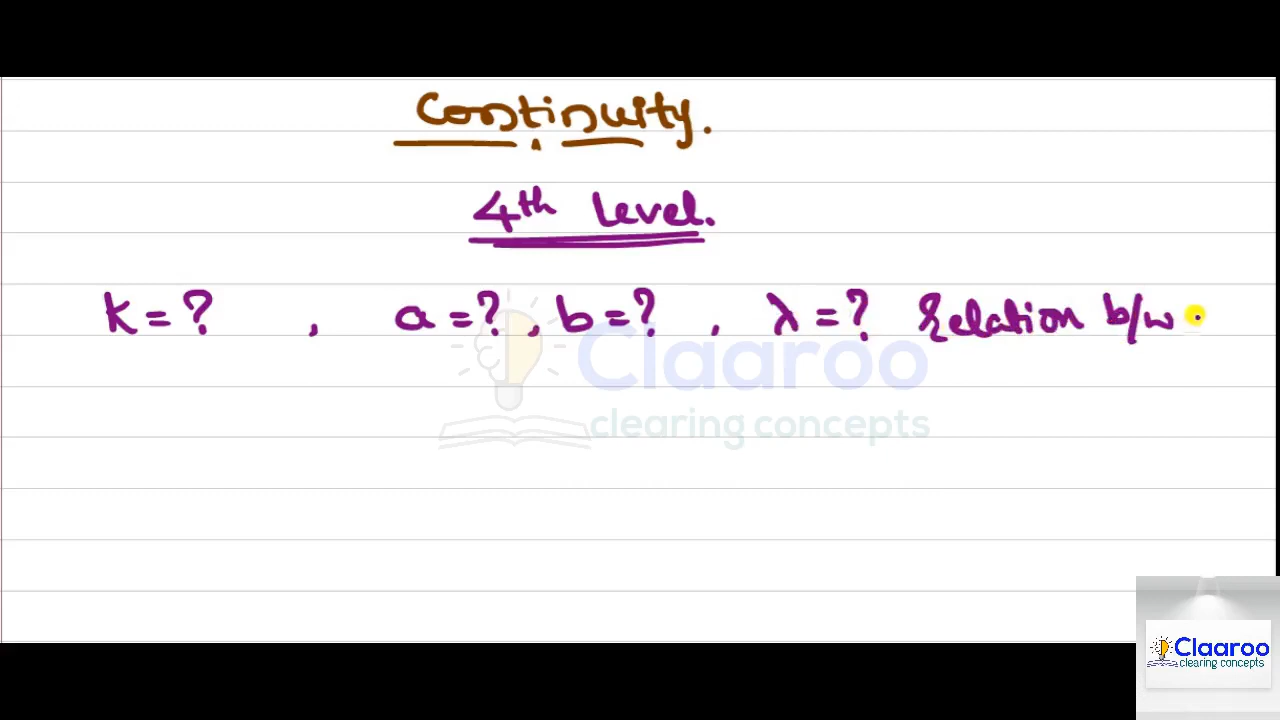 Continuity.
4th Level.
k = ? , a = ? , b = ? , λ = ? Relation b/w
Claaroo
clearing concepts
Claaroo
clearing concepts